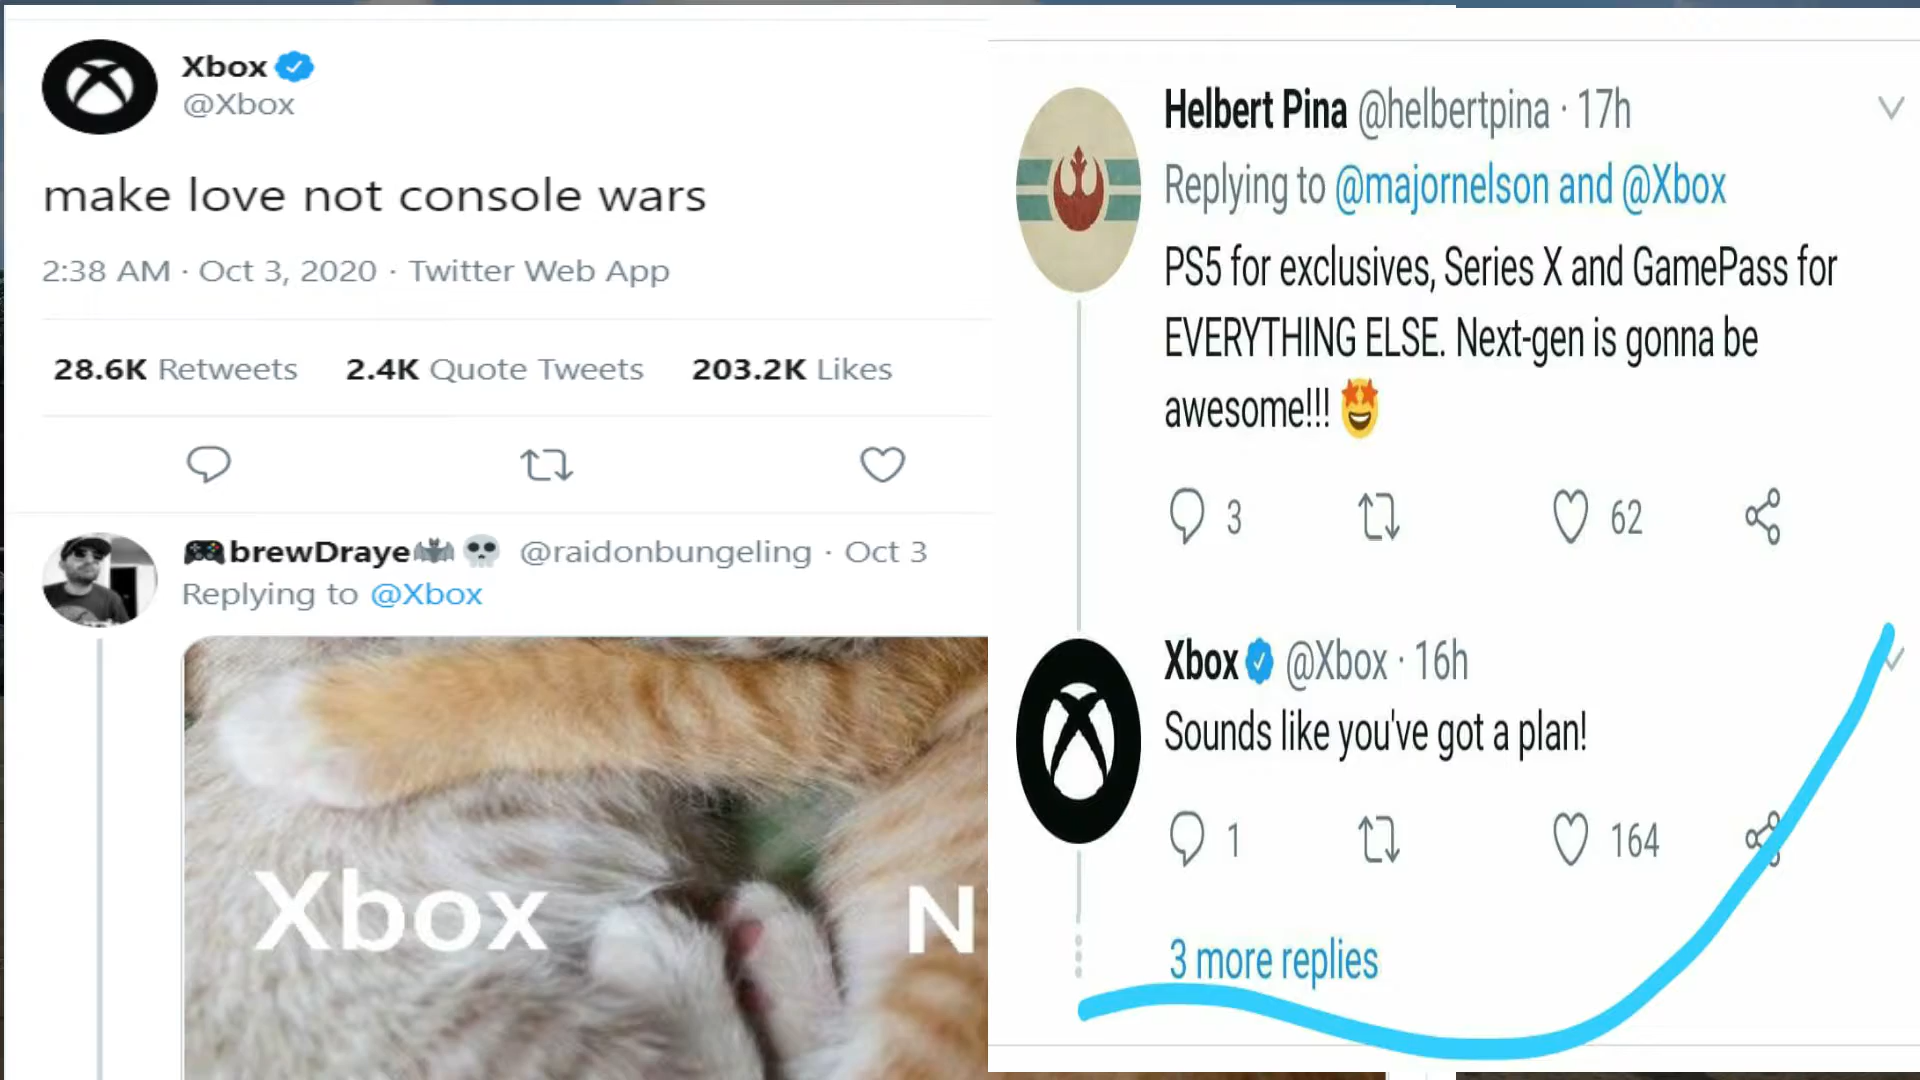 Xbox
@Xbox
make love not console wars
2:38 AM · Oct 3, 2020 · Twitter Web App
28.6K Retweets 2.4K Quote Tweets 203.2K Likes
🎮brewDraye🦇💀 @raidonbungeling · Oct 3
Replying to @Xbox
Xbox
N
Helbert Pina @helbertpina · 17h
Replying to @majornelson and @Xbox
PS5 for exclusives, Series X and GamePass for
EVERYTHING ELSE. Next-gen is gonna be
awesome!!! 🤩
3 62
Xbox @Xbox · 16h
Sounds like you've got a plan!
1 164
3 more replies